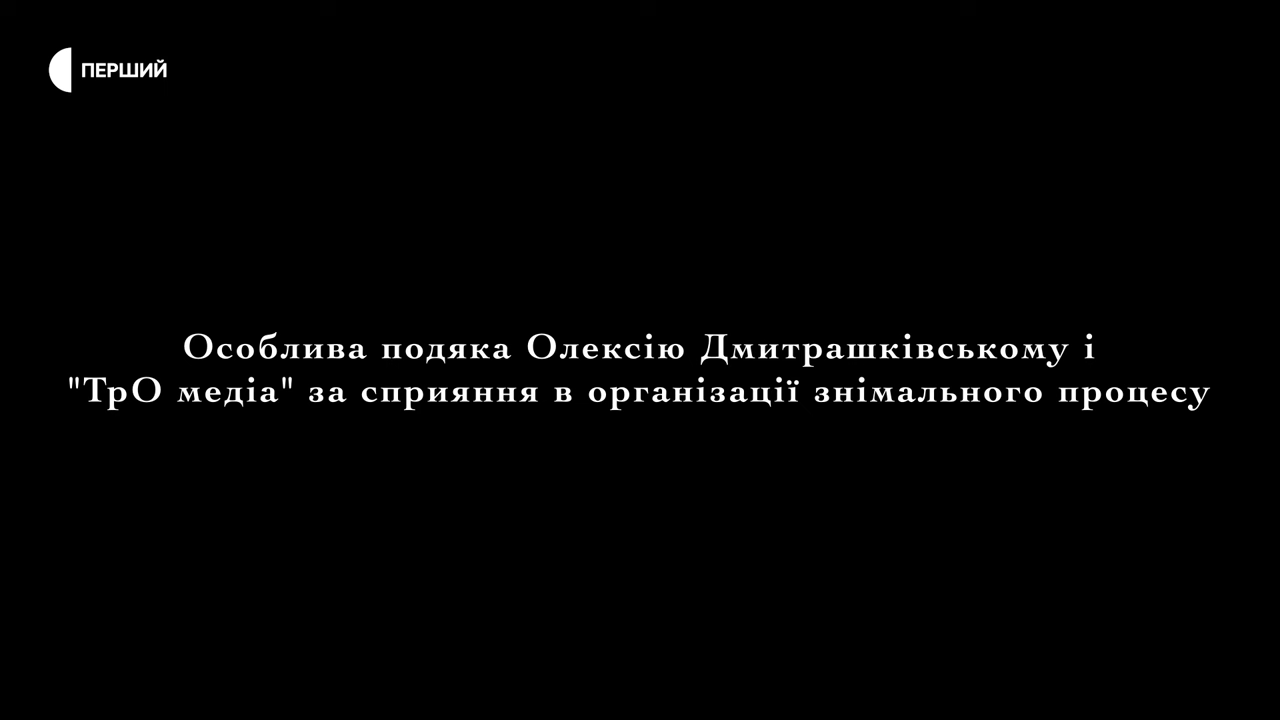 ПЕРШИЙ
Особлива подяка Олексію Дмитрашківському і
"ТрО медіа" за сприяння в організації знімального процесу